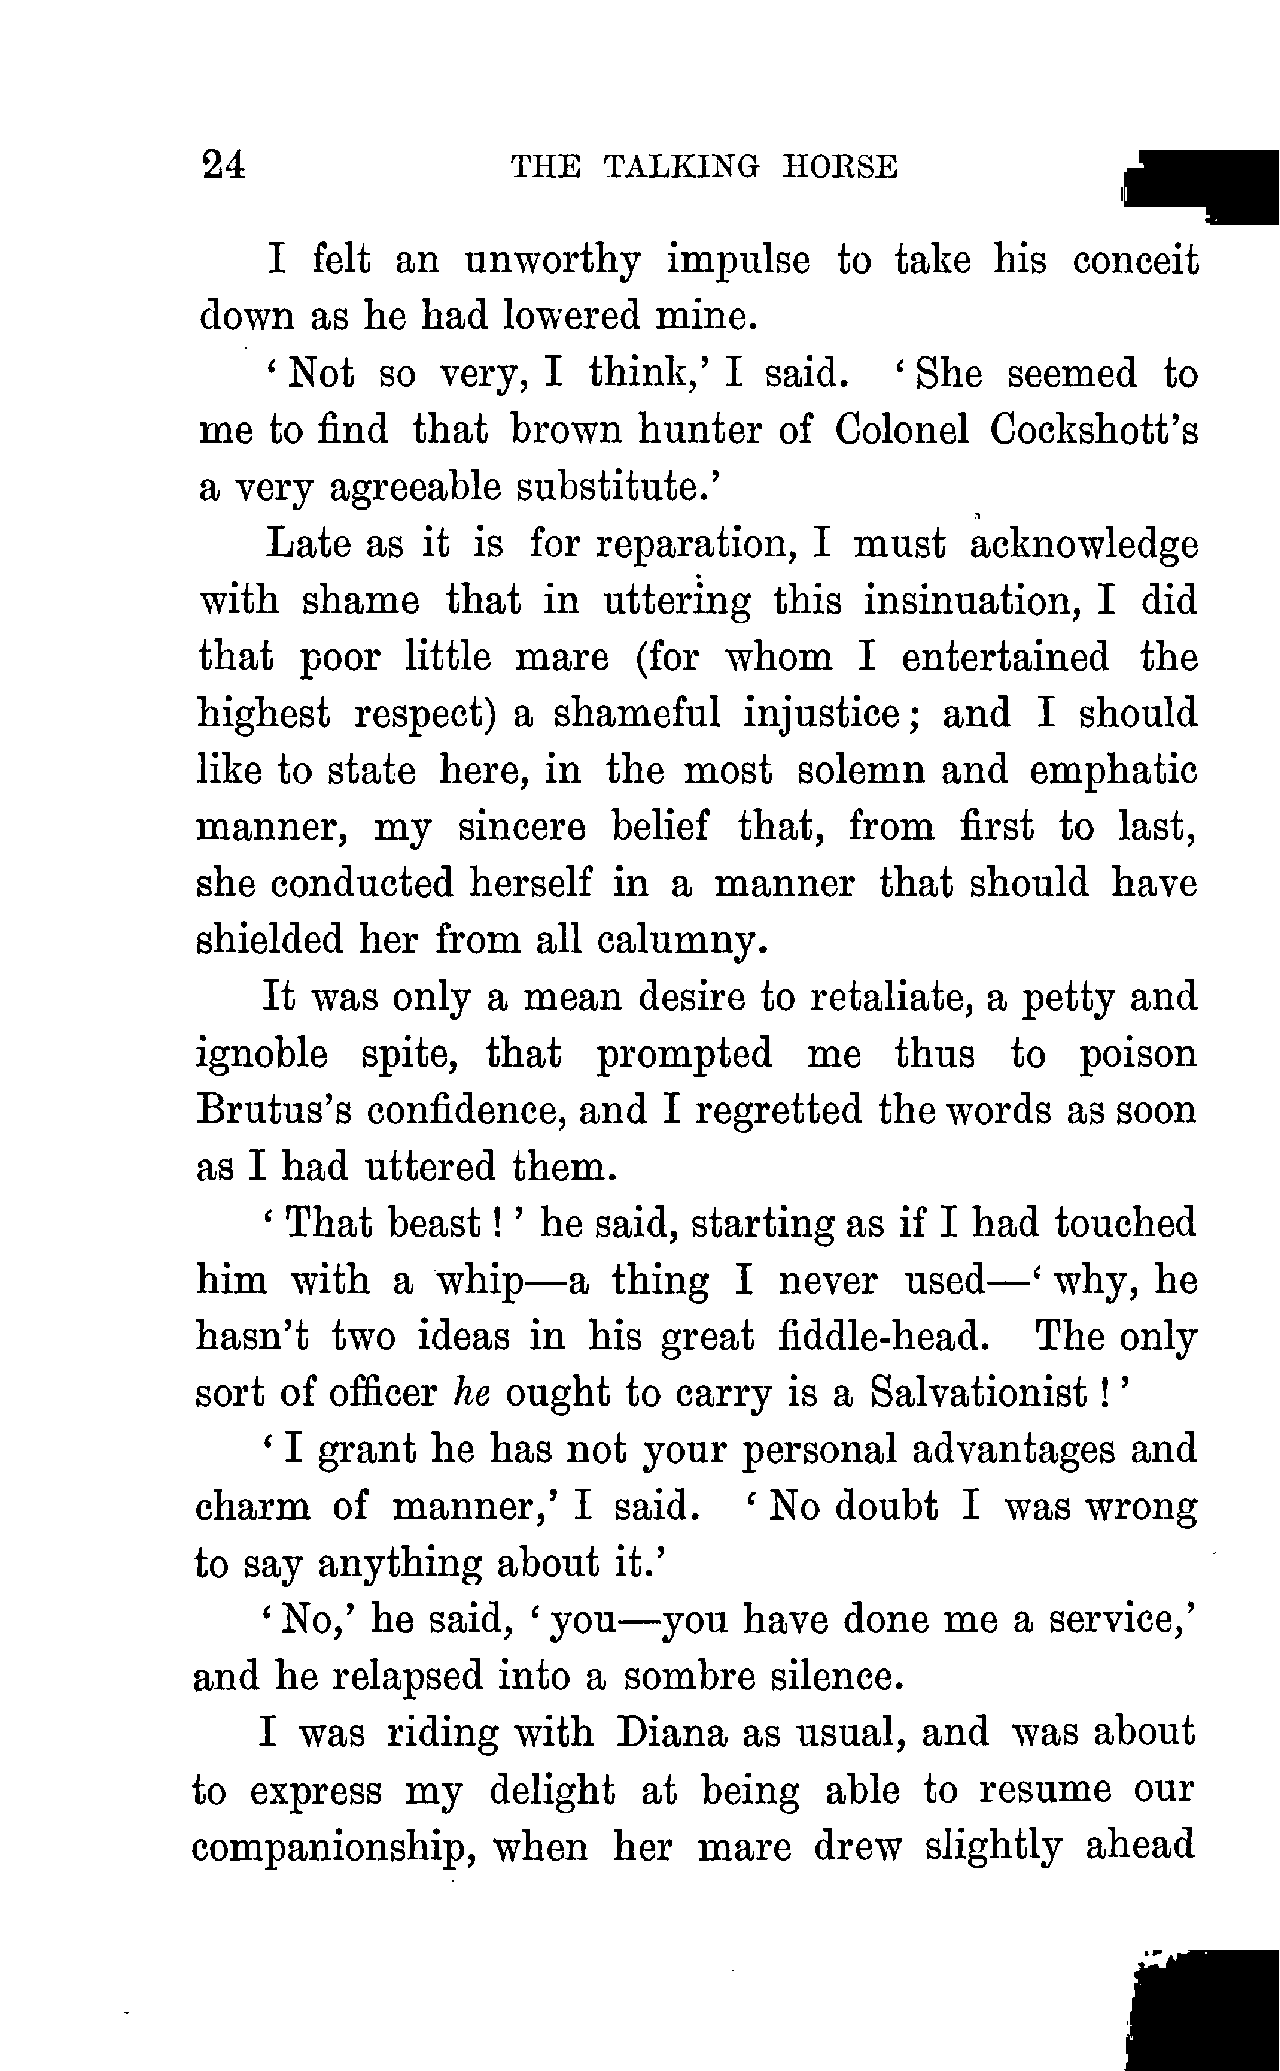 24 THE TALKING HORSE
I felt an unworthy impulse to take his conceit
down as he had lowered mine.
‘ Not so very, I think,’ I said. ‘ She seemed to
me to find that brown hunter of Colonel Cockshott’s
a very agreeable substitute.’
Late as it is for reparation, I must acknowledge
with shame that in uttering this insinuation, I did
that poor little mare (for whom I entertained the
highest respect) a shameful injustice ; and I should
like to state here, in the most solemn and emphatic
manner, my sincere belief that, from first to last,
she conducted herself in a manner that should have
shielded her from all calumny.
It was only a mean desire to retaliate, a petty and
ignoble spite, that prompted me thus to poison
Brutus’s confidence, and I regretted the words as soon
as I had uttered them.
‘ That beast ! ’ he said, starting as if I had touched
him with a whip—a thing I never used—‘ why, he
hasn’t two ideas in his great fiddle-head. The only
sort of officer he ought to carry is a Salvationist ! ’
‘ I grant he has not your personal advantages and
charm of manner,’ I said. ‘ No doubt I was wrong
to say anything about it.’
‘ No,’ he said, ‘ you—you have done me a service,’
and he relapsed into a sombre silence.
I was riding with Diana as usual, and was about
to express my delight at being able to resume our
companionship, when her mare drew slightly ahead